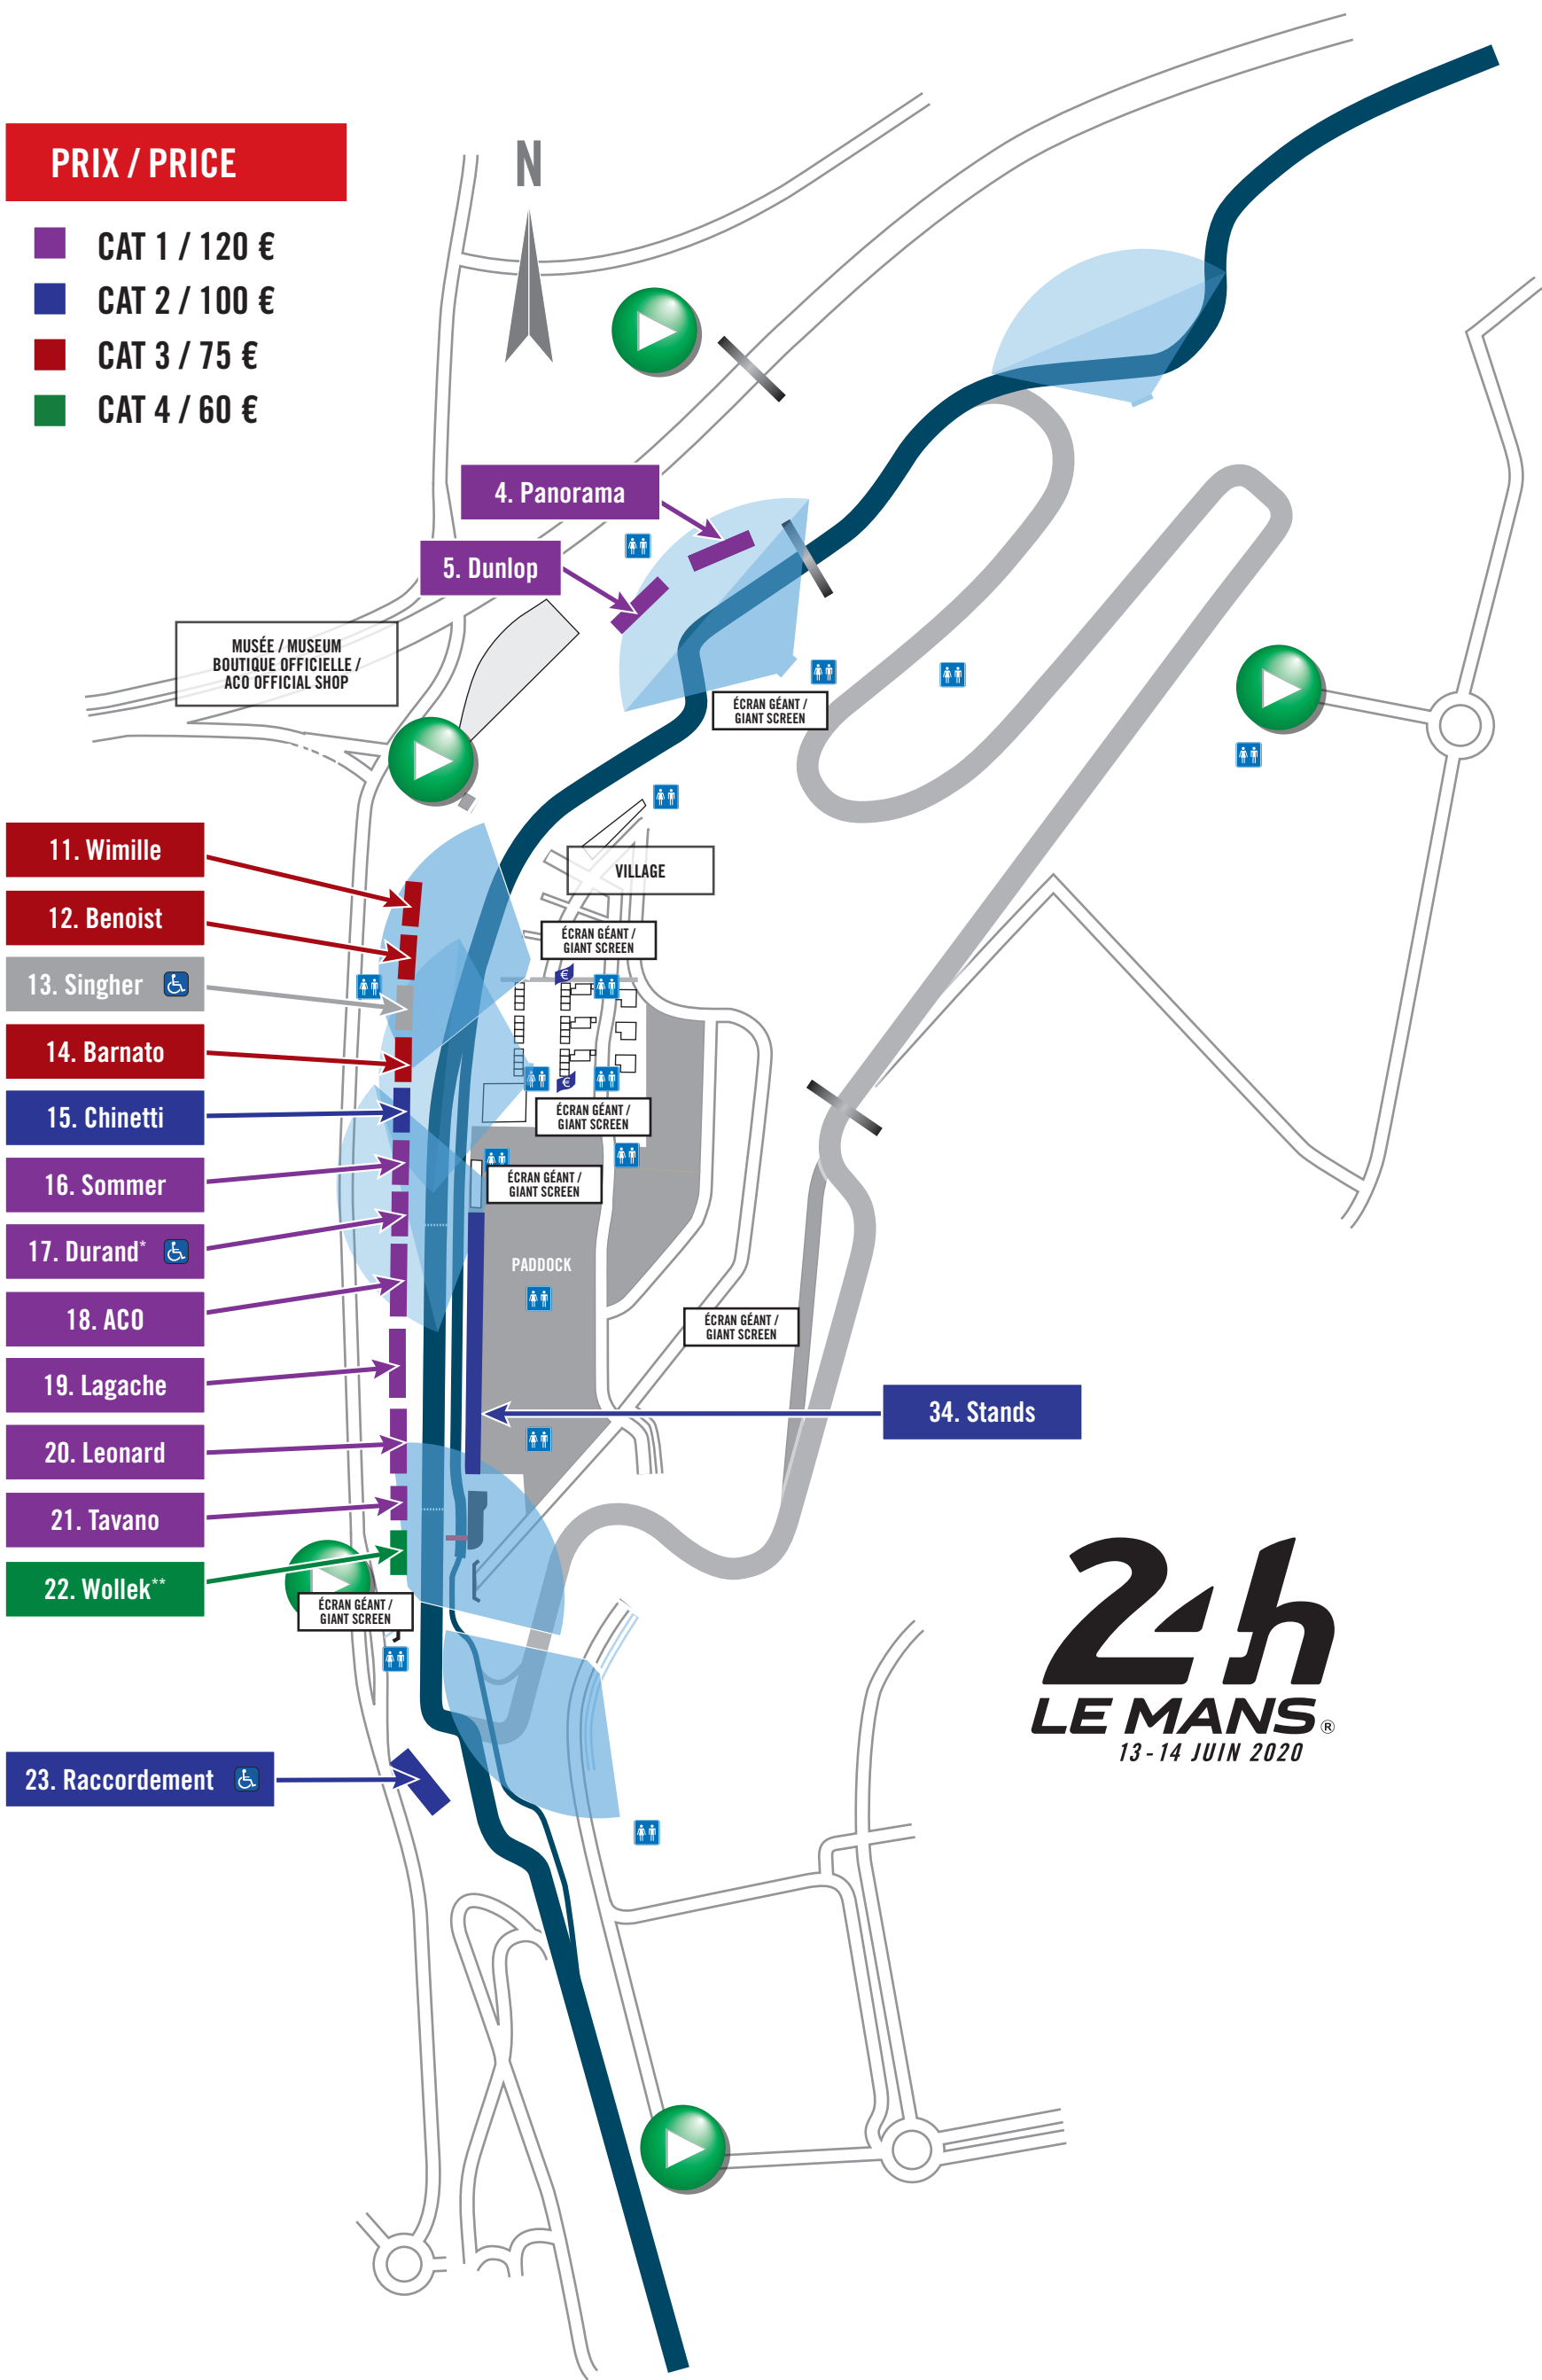 PRIX / PRICE
CAT 1 / 120 €
CAT 2 / 100 €
CAT 3 / 75 €
CAT 4 / 60 €
N
4. Panorama
5. Dunlop
MUSÉE / MUSEUM
BOUTIQUE OFFICIELLE /
ACO OFFICIAL SHOP
ÉCRAN GÉANT /
GIANT SCREEN
11. Wimille
12. Benoist
13. Singher
14. Barnato
15. Chinetti
16. Sommer
17. Durand*
18. ACO
19. Lagache
20. Leonard
21. Tavano
22. Wollek**
VILLAGE
ÉCRAN GÉANT /
GIANT SCREEN
€
€
ÉCRAN GÉANT /
GIANT SCREEN
ÉCRAN GÉANT /
GIANT SCREEN
PADDOCK
ÉCRAN GÉANT /
GIANT SCREEN
34. Stands
ÉCRAN GÉANT /
GIANT SCREEN
23. Raccordement
24h
LE MANS®
13-14 JUIN 2020